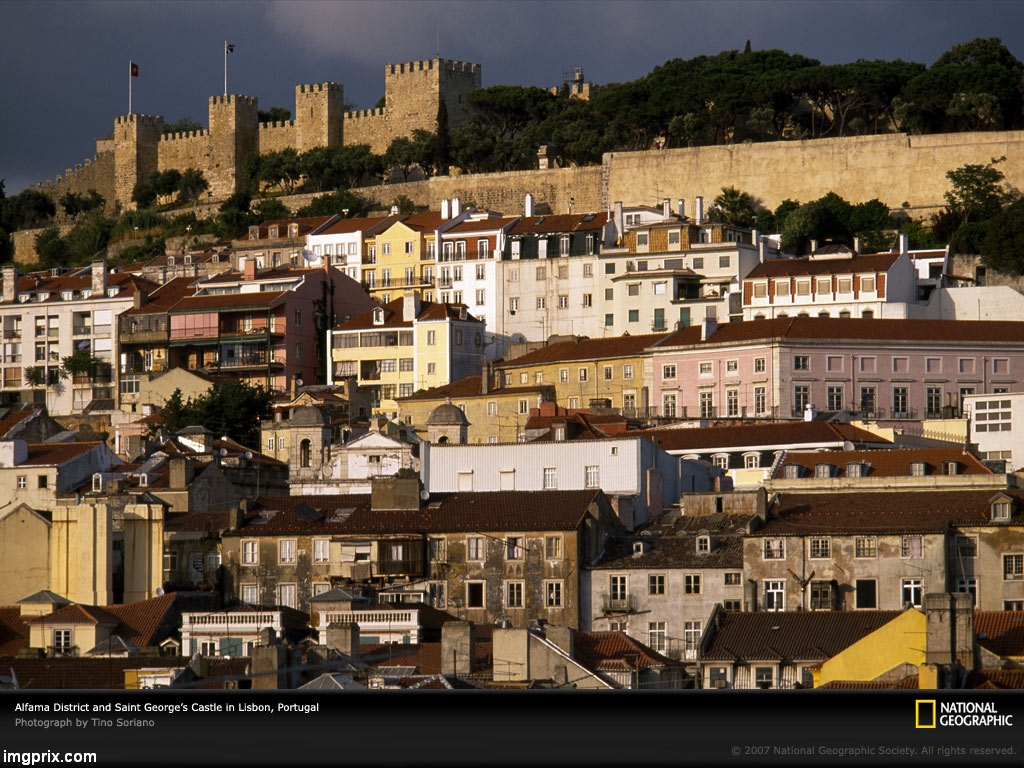 Alfama District and Saint George's Castle in Lisbon, Portugal
Photograph by Tino Soriano
NATIONAL
GEOGRAPHIC
© 2007 National Geographic Society. All rights reserved.
imgprix.com